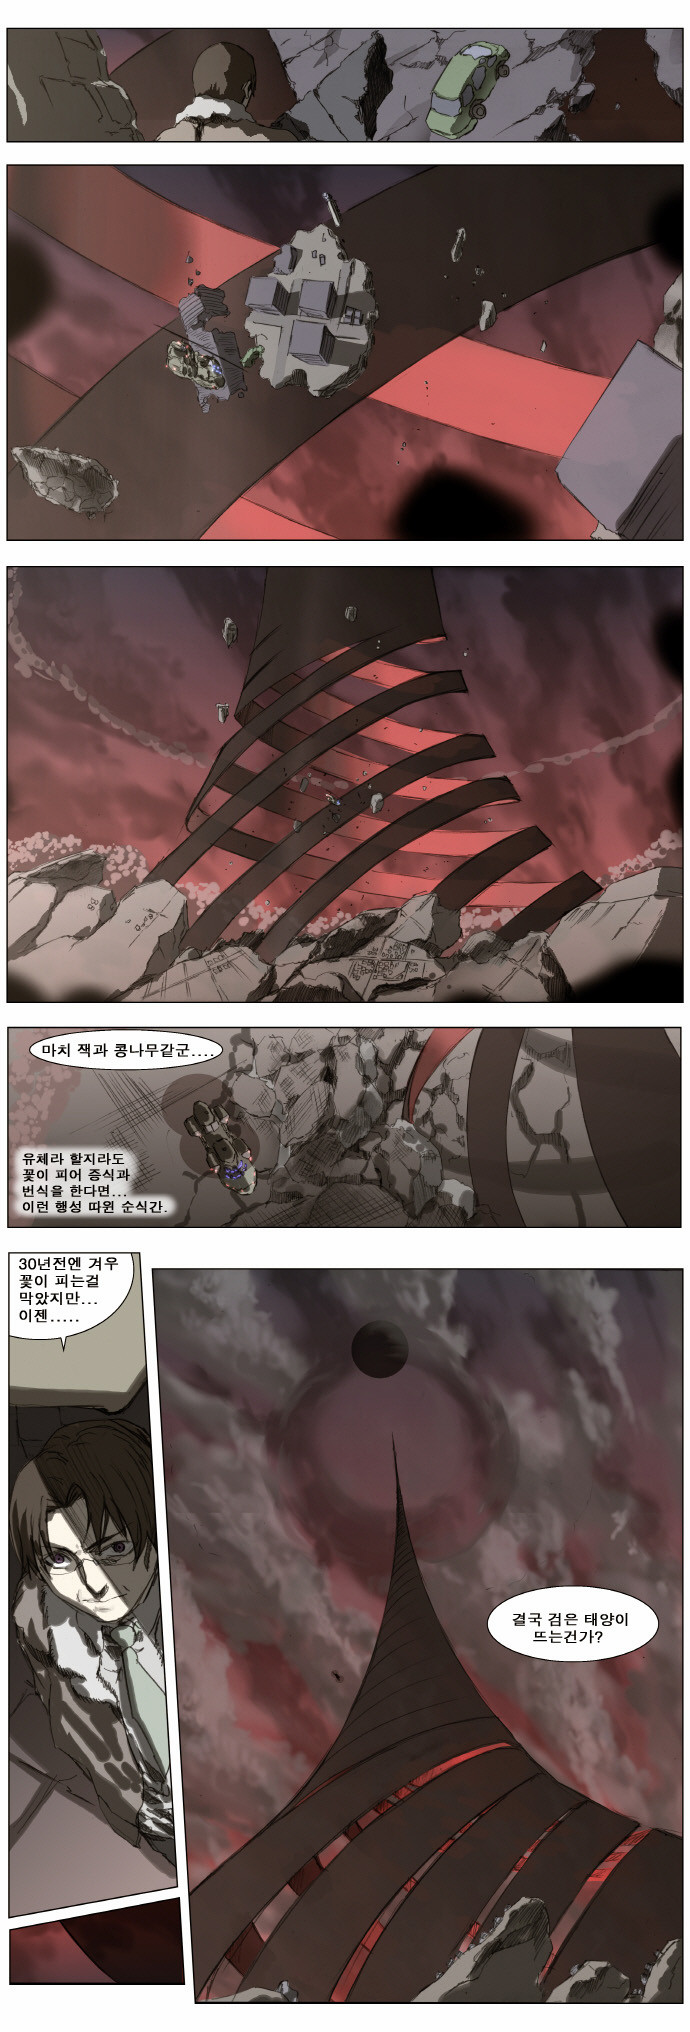 마치 잭과 콩나무같군....
유체라 할지라도
꽃이 피어 증식과
번식을 한다면...
이런 행성 따윈 순식간.
30년전엔 겨우
꽃이 피는걸
막았지만...
이젠.....
결국 검은 태양이
뜨는건가?